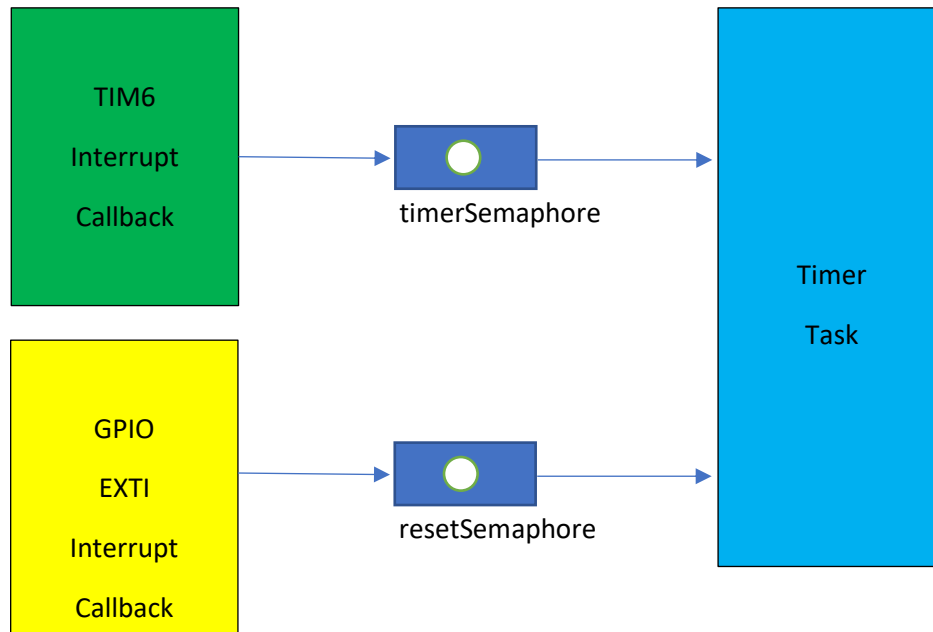 TIM6
Interrupt
Callback
timerSemaphore
Timer
Task
GPIO
EXTI
Interrupt
Callback
resetSemaphore